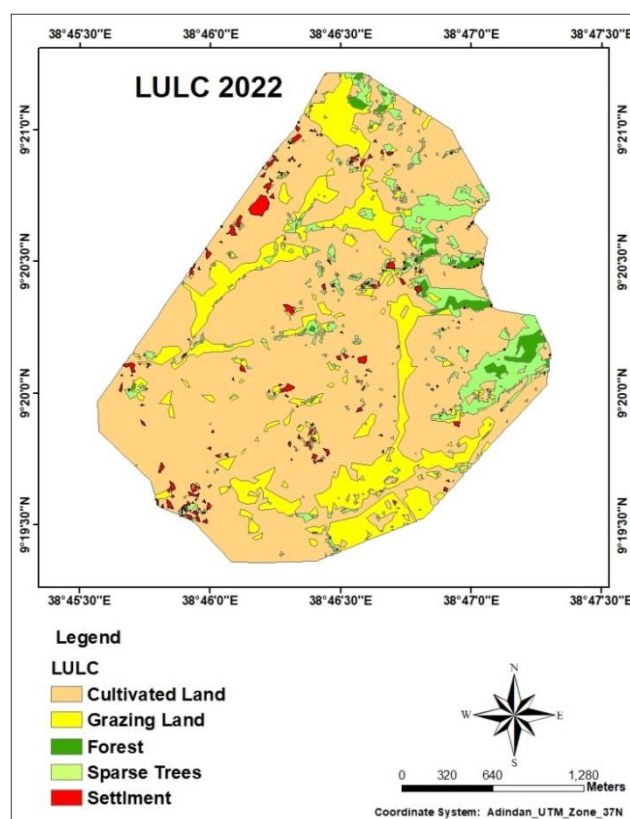 38°45'30"E 38°46'0"E 38°46'30"E 38°47'0"E 38°47'30"E
LULC 2022
9°21'0"N 9°21'0"N
9°20'30"N 9°20'30"N
9°20'0"N 9°20'0"N
9°19'30"N 9°19'30"N
38°45'30"E 38°46'0"E 38°46'30"E 38°47'0"E 38°47'30"E
Legend
LULC
Cultivated Land
Grazing Land
Forest
Sparse Trees
Settlment
N
W E
S
0 320 640 1,280
Meters
Coordinate System: Adindan_UTM_Zone_37N